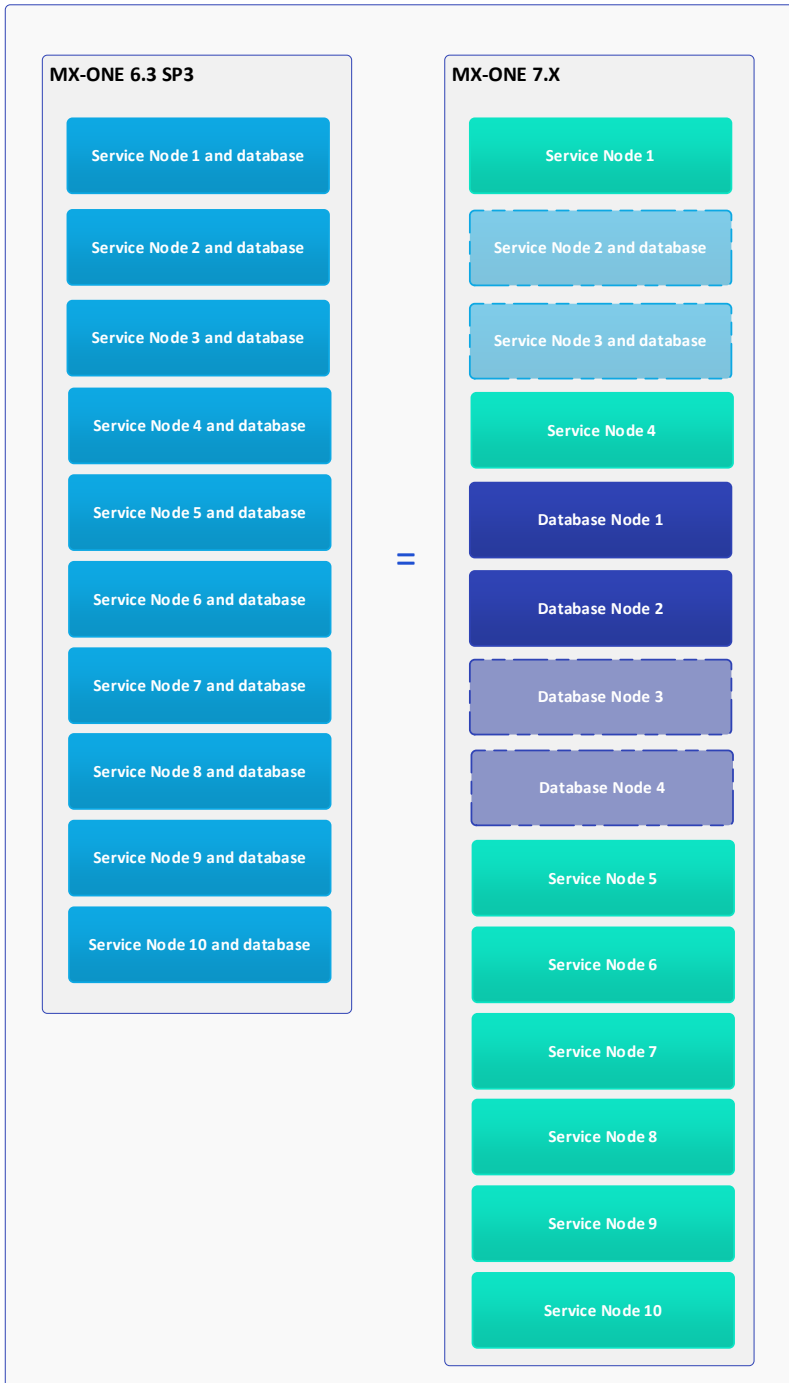 MX-ONE 6.3 SP3
Service Node 1 and database
Service Node 2 and database
Service Node 3 and database
Service Node 4 and database
Service Node 5 and database
Service Node 6 and database
Service Node 7 and database
Service Node 8 and database
Service Node 9 and database
Service Node 10 and database
=
MX-ONE 7.X
Service Node 1
Service Node 2 and database
Service Node 3 and database
Service Node 4
Database Node 1
Database Node 2
Database Node 3
Database Node 4
Service Node 5
Service Node 6
Service Node 7
Service Node 8
Service Node 9
Service Node 10